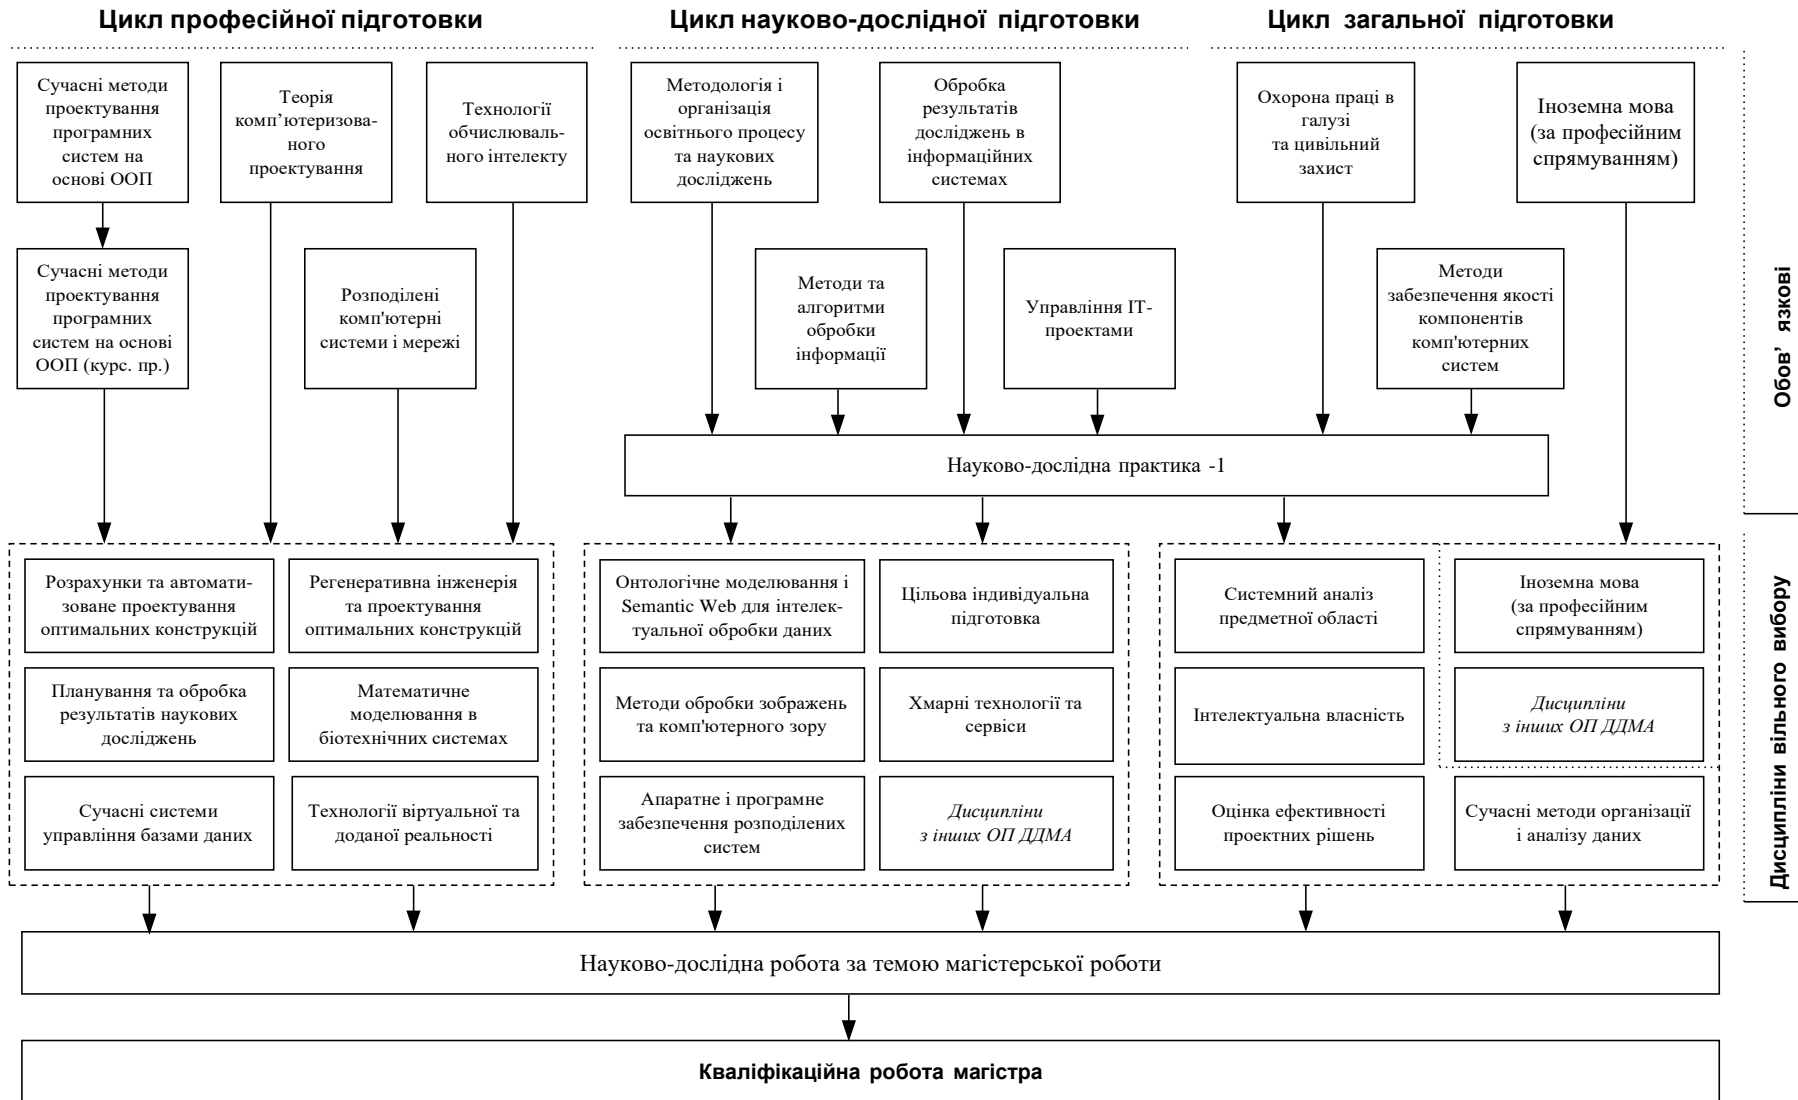 Цикл професійної підготовки
Цикл науково-дослідної підготовки
Цикл загальної підготовки
Сучасні методи
проектування
програмних
систем на
основі ООП
Теорія
комп’ютеризова-
ного
проектування
Технології
обчислюваль-
ного інтелекту
Методологія і
організація
освітнього процесу
та наукових
досліджень
Обробка
результатів
досліджень в
інформаційних
системах
Охорона праці в
галузі
та цивільний
захист
Іноземна мова
(за професійним
спрямуванням)
Сучасні методи
проектування
програмних
систем на основі
ООП (курс. пр.)
Розподілені
комп'ютерні
системи і мережі
Методи та
алгоритми
обробки
інформації
Управління ІТ-
проектами
Методи
забезпечення якості
компонентів
комп'ютерних
систем
Обов’ язкові
Науково-дослідна практика -1
Розрахунки та автомати-
зоване проектування
оптимальних конструкцій
Регенеративна інженерія
та проектування
оптимальних конструкцій
Онтологічне моделювання і
Semantic Web для інтелек-
туальної обробки даних
Цільова індивідуальна
підготовка
Системний аналіз
предметної області
Іноземна мова
(за професійним
спрямуванням)
Планування та обробка
результатів наукових
досліджень
Математичне
моделювання в
біотехнічних системах
Методи обробки зображень
та комп'ютерного зору
Хмарні технології та
сервіси
Інтелектуальна власність
Дисципліни
з інших ОП ДДМА
Сучасні системи
управління базами даних
Технології віртуальної та
доданої реальності
Апаратне і програмне
забезпечення розподілених
систем
Дисципліни
з інших ОП ДДМА
Оцінка ефективності
проектних рішень
Сучасні методи організації
і аналізу даних
Дисципліни вільного вибору
Науково-дослідна робота за темою магістерської роботи
Кваліфікаційна робота магістра